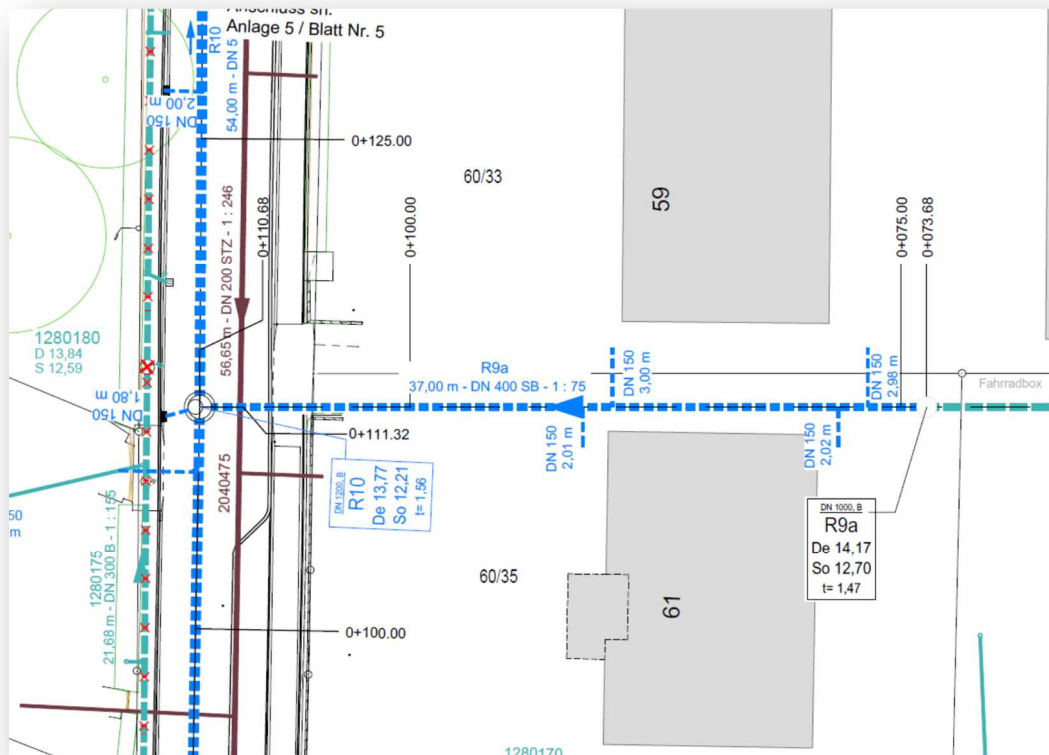 Anschluss sh.
Anlage 5 / Blatt Nr. 5
R10
54,00 m - DN 5
DN 150
2,00 m
0+125.00
60/33
59
56,65 m - DN 200 STZ - 1 : 246
0+110.68
0+100.00
0+075.00
0+073.68
1280180
D 13,84
S 12,59
DN 150
1,80 m
R9a
37,00 m - DN 400 SB - 1 : 75
DN 150
3,00 m
DN 150
2,98 m
Fahrradbox
0+111.32
DN 150
2,01 m
DN 150
2,02 m
2040475
DN 1200, B
R10
De 13,77
So 12,21
t= 1,56
DN 1000, B
R9a
De 14,17
So 12,70
t= 1,47
50
m
1280175
21,68 m - DN 300 B - 1 : 155
60/35
61
0+100.00
1280170